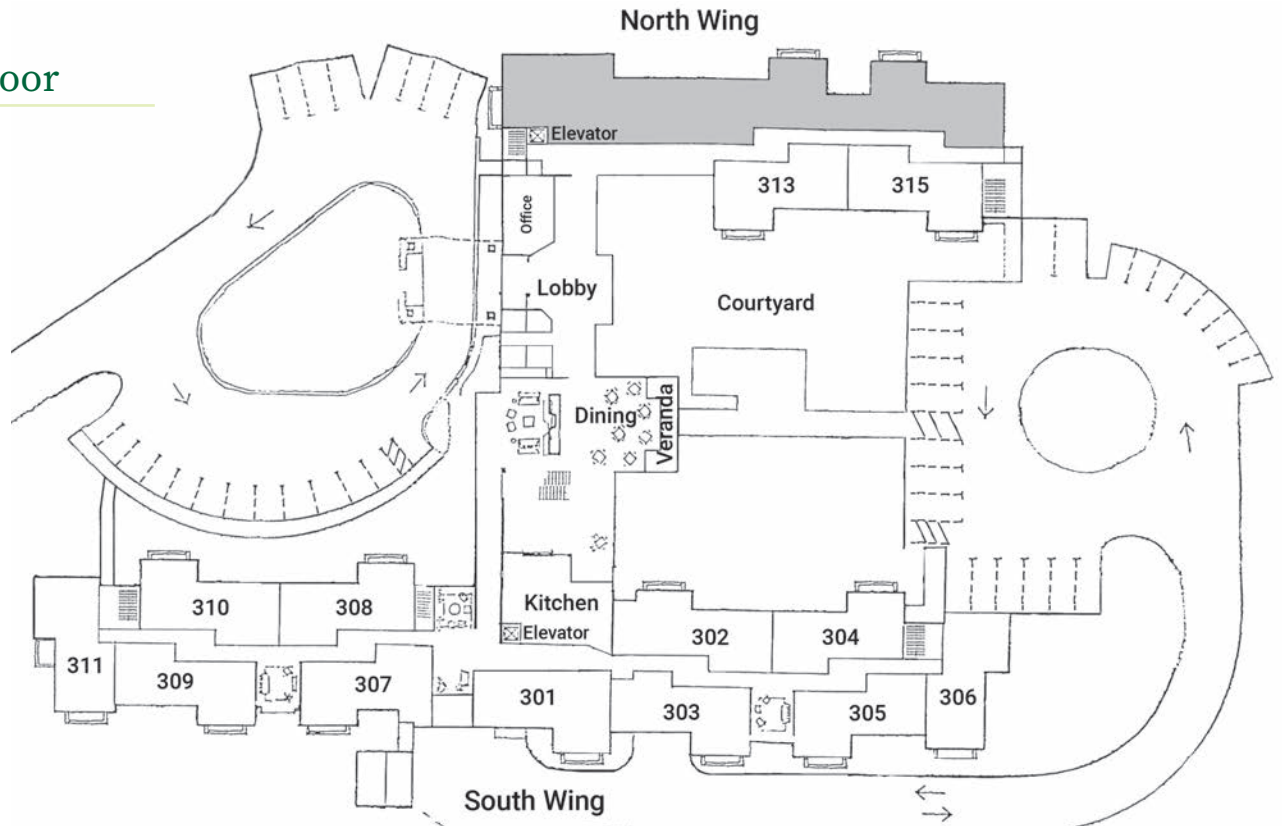 North Wing
oor
Elevator
313
315
Office
Lobby
Courtyard
Dining
Veranda
310
308
Kitchen
Elevator
302
304
311
309
307
301
303
305
306
South Wing